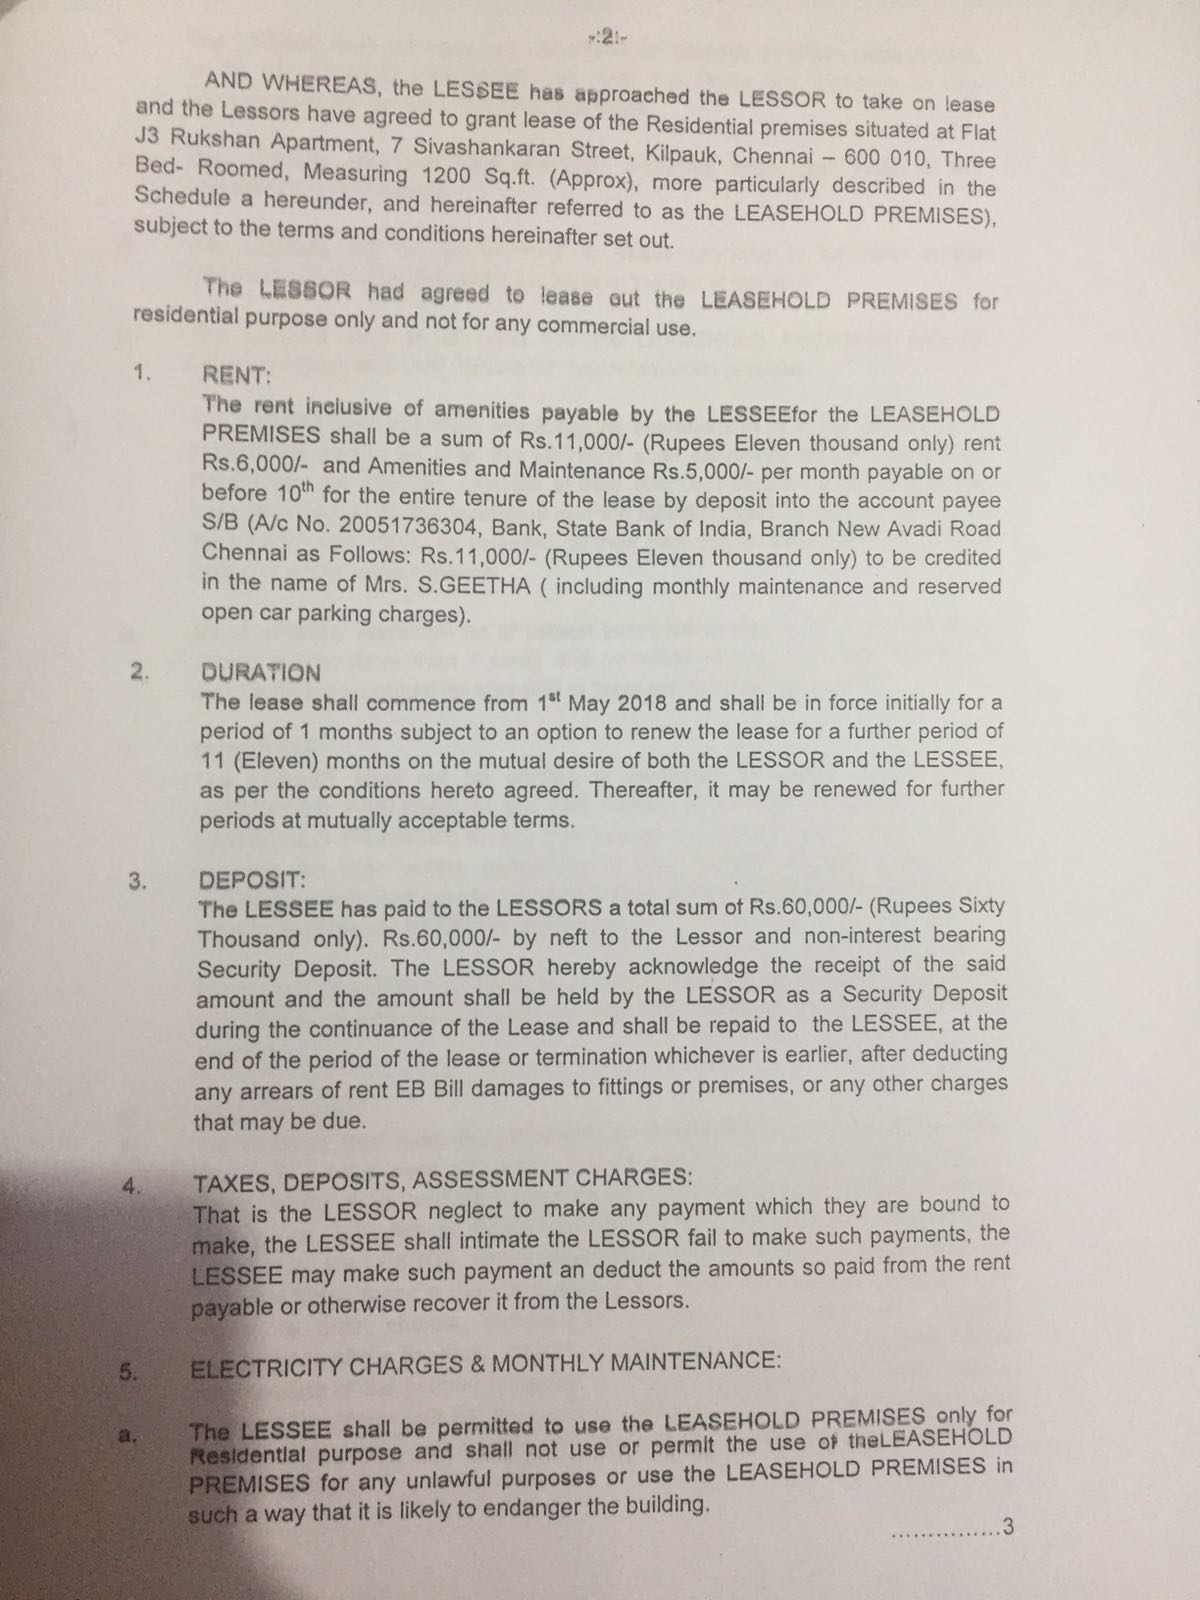 -:2:-
AND WHEREAS, the LESSEE has approached the LESSOR to take on lease
and the Lessors have agreed to grant lease of the Residential premises situated at Flat
J3 Rukshan Apartment, 7 Sivashankaran Street, Kilpauk, Chennai – 600 010, Three
Bed- Roomed, Measuring 1200 Sq.ft. (Approx), more particularly described in the
Schedule a hereunder, and hereinafter referred to as the LEASEHOLD PREMISES),
subject to the terms and conditions hereinafter set out.
The LESSOR had agreed to lease out the LEASEHOLD PREMISES for
residential purpose only and not for any commercial use.
1. RENT:
The rent inclusive of amenities payable by the LESSEEfor the LEASEHOLD
PREMISES shall be a sum of Rs.11,000/- (Rupees Eleven thousand only) rent
Rs.6,000/- and Amenities and Maintenance Rs.5,000/- per month payable on or
before 10th for the entire tenure of the lease by deposit into the account payee
S/B (A/c No. 20051736304, Bank, State Bank of India, Branch New Avadi Road
Chennai as Follows: Rs.11,000/- (Rupees Eleven thousand only) to be credited
in the name of Mrs. S.GEETHA ( including monthly maintenance and reserved
open car parking charges).
2. DURATION
The lease shall commence from 1st May 2018 and shall be in force initially for a
period of 1 months subject to an option to renew the lease for a further period of
11 (Eleven) months on the mutual desire of both the LESSOR and the LESSEE,
as per the conditions hereto agreed. Thereafter, it may be renewed for further
periods at mutually acceptable terms.
3. DEPOSIT:
The LESSEE has paid to the LESSORS a total sum of Rs.60,000/- (Rupees Sixty
Thousand only). Rs.60,000/- by neft to the Lessor and non-interest bearing
Security Deposit. The LESSOR hereby acknowledge the receipt of the said
amount and the amount shall be held by the LESSOR as a Security Deposit
during the continuance of the Lease and shall be repaid to the LESSEE, at the
end of the period of the lease or termination whichever is earlier, after deducting
any arrears of rent EB Bill damages to fittings or premises, or any other charges
that may be due.
4. TAXES, DEPOSITS, ASSESSMENT CHARGES:
That is the LESSOR neglect to make any payment which they are bound to
make, the LESSEE shall intimate the LESSOR fail to make such payments, the
LESSEE may make such payment an deduct the amounts so paid from the rent
payable or otherwise recover it from the Lessors.
5. ELECTRICITY CHARGES & MONTHLY MAINTENANCE:
a. The LESSEE shall be permitted to use the LEASEHOLD PREMISES only for
Residential purpose and shall not use or permit the use of theLEASEHOLD
PREMISES for any unlawful purposes or use the LEASEHOLD PREMISES in
such a way that it is likely to endanger the building.
...............3